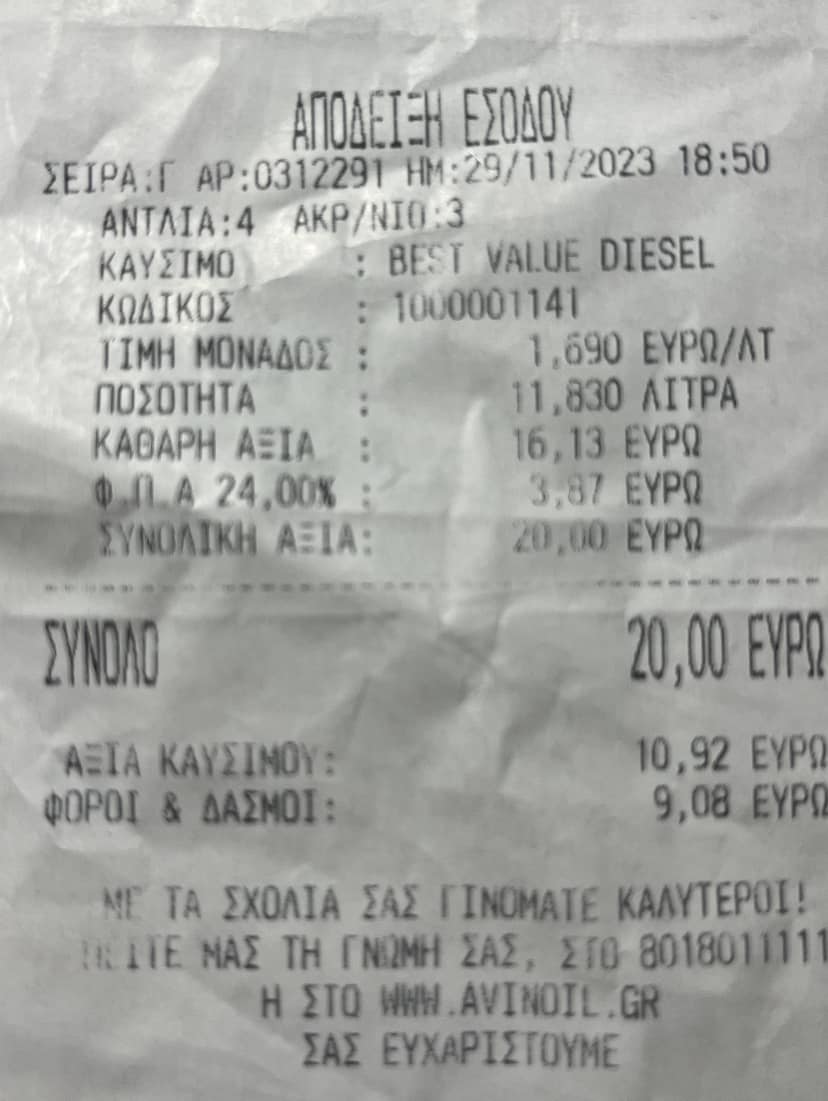 ΑΠΟΔΕΙΞΗ ΕΣΟΔΟΥ
ΣΕΙΡΑ:Γ ΑΡ:0312291 ΗΜ:29/11/2023 18:50
ΑΝΤΛΙΑ:4 ΑΚΡ/ΝΙΟ:3
ΚΑΥΣΙΜΟ : BEST VALUE DIESEL
ΚΩΔΙΚΟΣ : 1000001141
ΤΙΜΗ ΜΟΝΑΔΟΣ : 1,690 ΕΥΡΩ/ΛΤ
ΠΟΣΟΤΗΤΑ : 11,830 ΛΙΤΡΑ
ΚΑΘΑΡΗ ΑΞΙΑ : 16,13 ΕΥΡΩ
Φ.Π.Α 24,00% : 3,87 ΕΥΡΩ
ΣΥΝΟΛΙΚΗ ΑΞΙΑ: 20,00 ΕΥΡΩ
ΣΥΝΟΛΟ 20,00 ΕΥΡΩ
ΑΞΙΑ ΚΑΥΣΙΜΟΥ: 10,92 ΕΥΡΩ
ΦΟΡΟΙ & ΔΑΣΜΟΙ: 9,08 ΕΥΡΩ
ΜΕ ΤΑ ΣΧΟΛΙΑ ΣΑΣ ΓΙΝΟΜΑΤΕ ΚΑΛΥΤΕΡΟΙ!
ΠΕΙΤΕ ΜΑΣ ΤΗ ΓΝΩΜΗ ΣΑΣ, ΣΤΟ 8018011111
Η ΣΤΟ WWW.AVINOIL.GR
ΣΑΣ ΕΥΧΑΡΙΣΤΟΥΜΕ